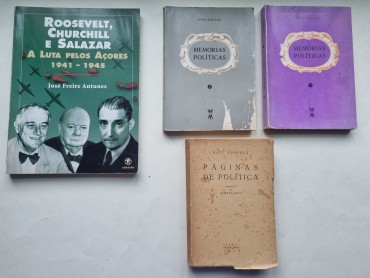 ROOSEVELT,
CHURCHILL
E SALAZAR
A LUTA PELOS AÇORES
1941 - 1945
José Freire Antunes
MEMÓRIAS
POLÍTICAS
MEMÓRIAS
POLÍTICAS
PÁGINAS
DE POLÍTICA